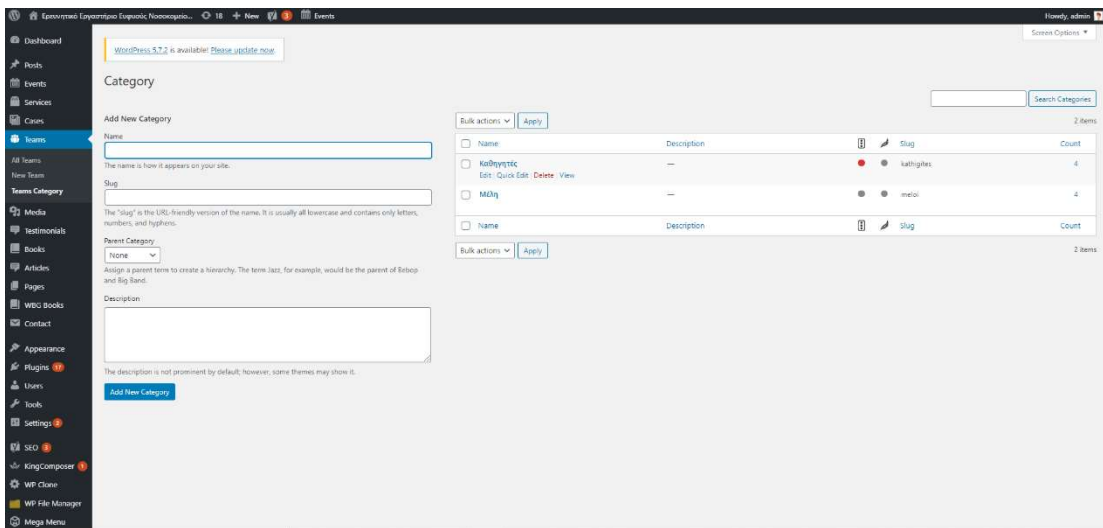 Ερευνητικό Εργαστήριο Ευφυούς Νοσοκομείο... 18 + New 3 Events
Howdy, admin
Screen Options ▼
Dashboard
Posts
Events
Services
Cases
Teams
All Teams
New Team
Teams Category
Media
Testimonials
Books
Articles
Pages
WBG Books
Contact
Appearance
Plugins 17
Users
Tools
Settings
SEO 3
KingComposer 1
WP Clone
WP File Manager
Mega Menu
WordPress 5.7.2 is available! Please update now.
Category
Search Categories
Add New Category
Name
The name is how it appears on your site.
Slug
The "slug" is the URL-friendly version of the name. It is usually all lowercase and contains only letters,
numbers, and hyphens.
Parent Category
None
Assign a parent term to create a hierarchy. The term Jazz, for example, would be the parent of Bebop
and Big Band.
Description
The description is not prominent by default; however, some themes may show it.
Add New Category
Bulk actions Apply 2 items
Name Description Slug Count
Καθηγητές — kathigites 4
Edit | Quick Edit | Delete | View
Μέλη — meloi 4
Name Description Slug Count
Bulk actions Apply 2 items